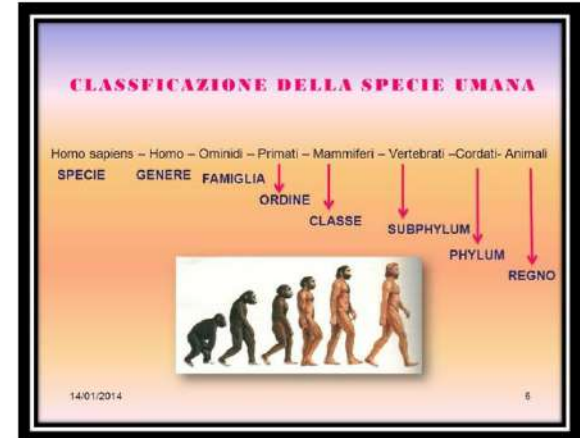 CLASSFICAZIONE DELLA SPECIE UMANA
Homo sapiens – Homo – Ominidi – Primati – Mammiferi – Vertebrati –Cordati- Animali
SPECIE GENERE FAMIGLIA
ORDINE
CLASSE
SUBPHYLUM
PHYLUM
REGNO
14/01/2014 6